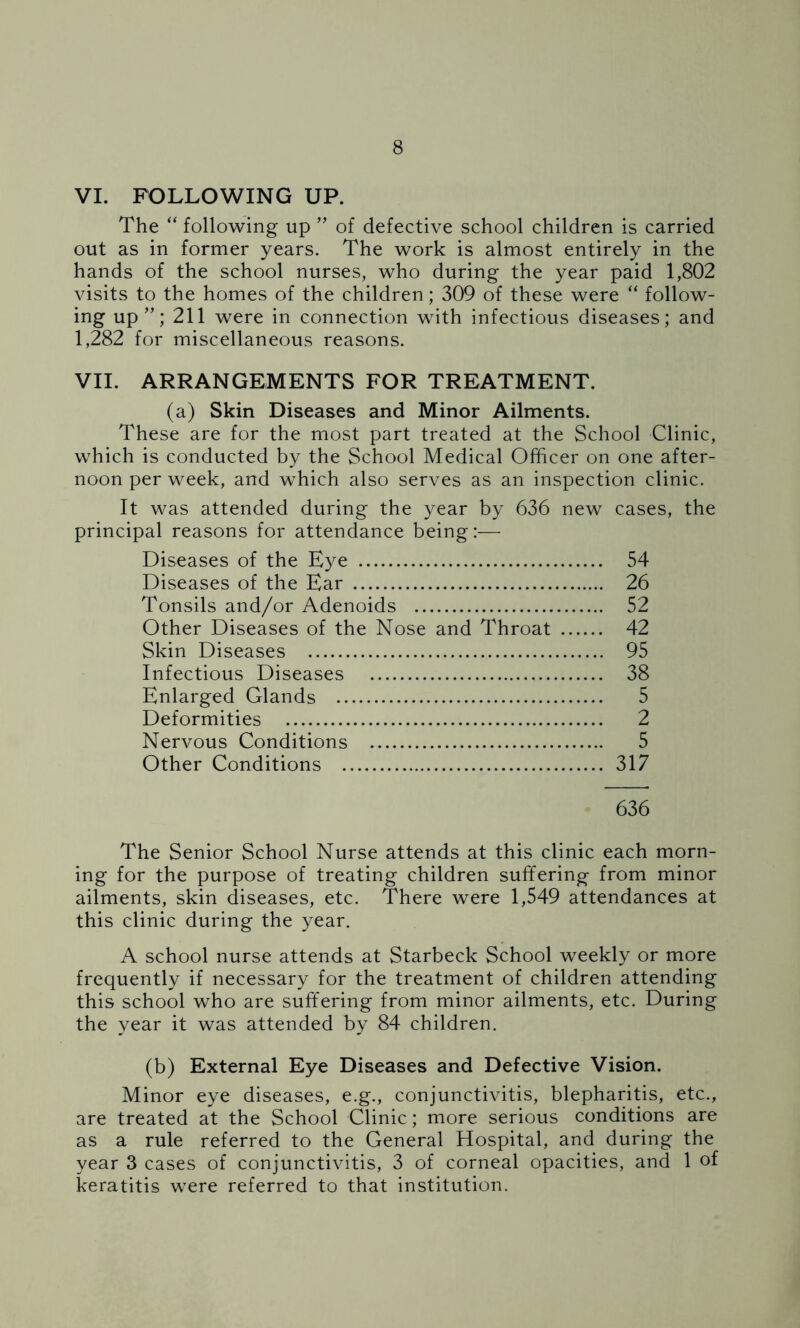 8
VI. FOLLOWING UP.
The “ following up ” of defective school children is carried
out as in former years. The work is almost entirely in the
hands of the school nurses, who during the year paid 1,802
visits to the homes of the children; 309 of these were “ follow-
ing up ”; 211 were in connection with infectious diseases; and
1,282 for miscellaneous reasons.
VII. ARRANGEMENTS FOR TREATMENT.
(a) Skin Diseases and Minor Ailments.
These are for the most part treated at the School Clinic,
which is conducted by the School Medical Officer on one after-
noon per week, and which also serves as an inspection clinic.
It was attended during the year by 636 new cases, the
principal reasons for attendance being:—
Diseases of the Eye ........ 54
Diseases of the Ear ........ 26
Tonsils and/or Adenoids ........ 52
Other Diseases of the Nose and Throat ...... 42
Skin Diseases ........ 95
Infectious Diseases ........ 38
Enlarged Glands ........ 5
Deformities ........ 2
Nervous Conditions ........ 5
Other Conditions ........ 317
636
The Senior School Nurse attends at this clinic each morn-
ing for the purpose of treating children suffering from minor
ailments, skin diseases, etc. There were 1,549 attendances at
this clinic during the year.
A school nurse attends at Starbeck School weekly or more
frequently if necessary for the treatment of children attending
this school who are suffering from minor ailments, etc. During
the year it was attended by 84 children.
(b) External Eye Diseases and Defective Vision.
Minor eye diseases, e.g., conjunctivitis, blepharitis, etc.,
are treated at the School Clinic; more serious conditions are
as a rule referred to the General Hospital, and during the
year 3 cases of conjunctivitis, 3 of corneal opacities, and 1 of
keratitis were referred to that institution.